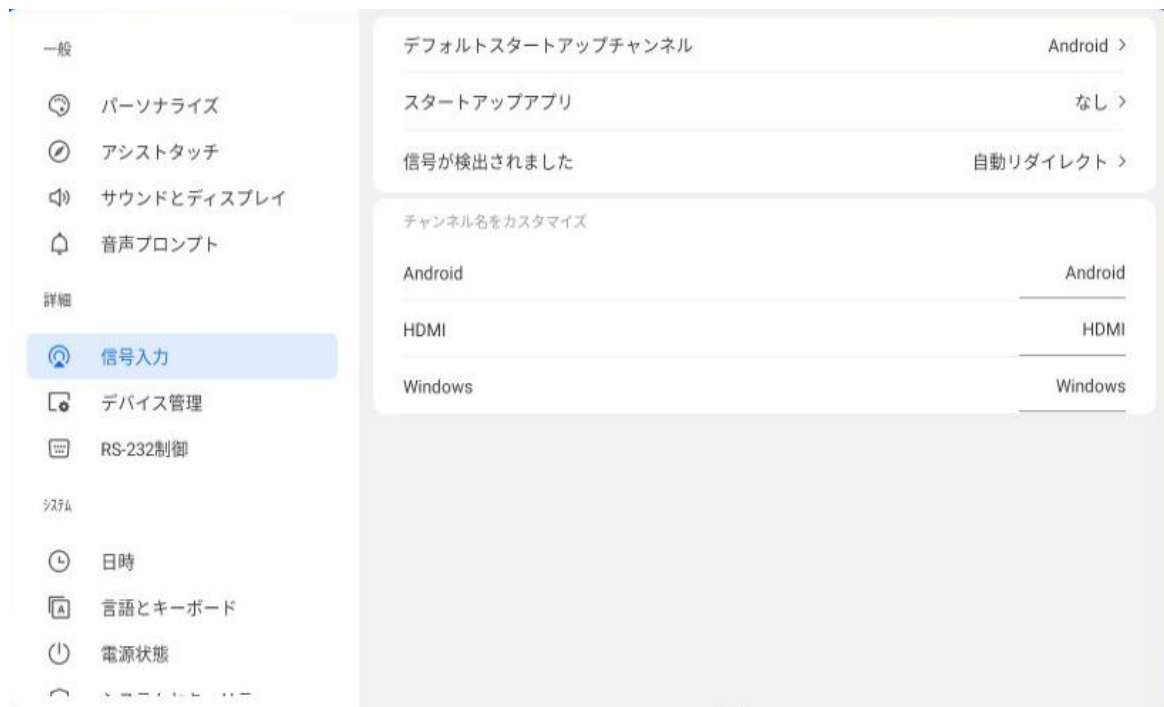 一般
パーソナライズ
アシストタッチ
サウンドとディスプレイ
音声プロンプト
詳細
信号入力
デバイス管理
RS-232制御
システム
日時
言語とキーボード
電源状態
デフォルトスタートアップチャンネル Android >
スタートアップアプリ なし >
信号が検出されました 自動リダイレクト >
チャンネル名をカスタマイズ
Android Android
HDMI HDMI
Windows Windows